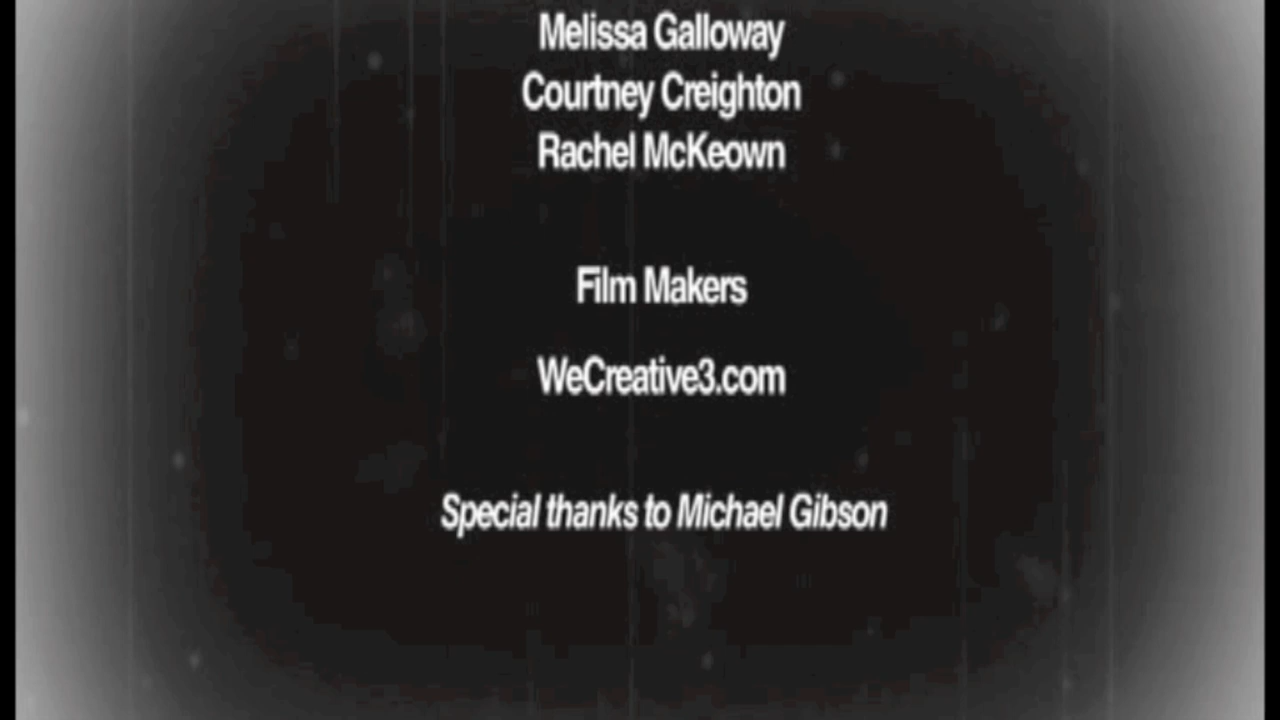 Melissa Galloway
Courtney Creighton
Rachel McKeown
Film Makers
WeCreative3.com
Special thanks to Michael Gibson